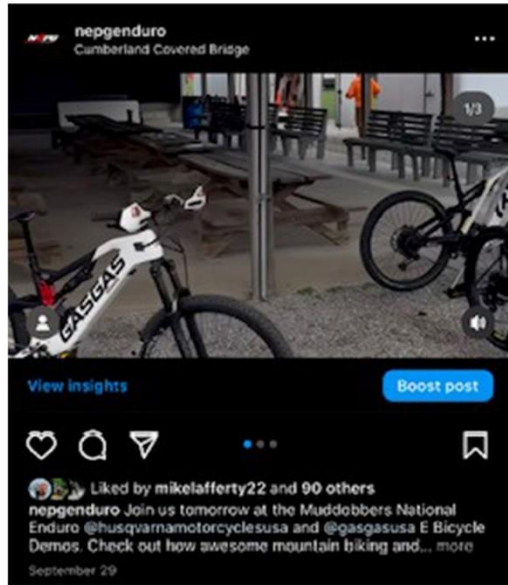 nepgenduro
Cumberland Covered Bridge
1/3
GASGAS
View insights
Boost post
Liked by mikelafferty22 and 90 others
nepgenduro Join us tomorrow at the Muddobbers National
Enduro @husqvarnamotorcyclesusa and @gasgasusa E Bicycle
Demos. Check out how awesome mountain biking and... more
September 29